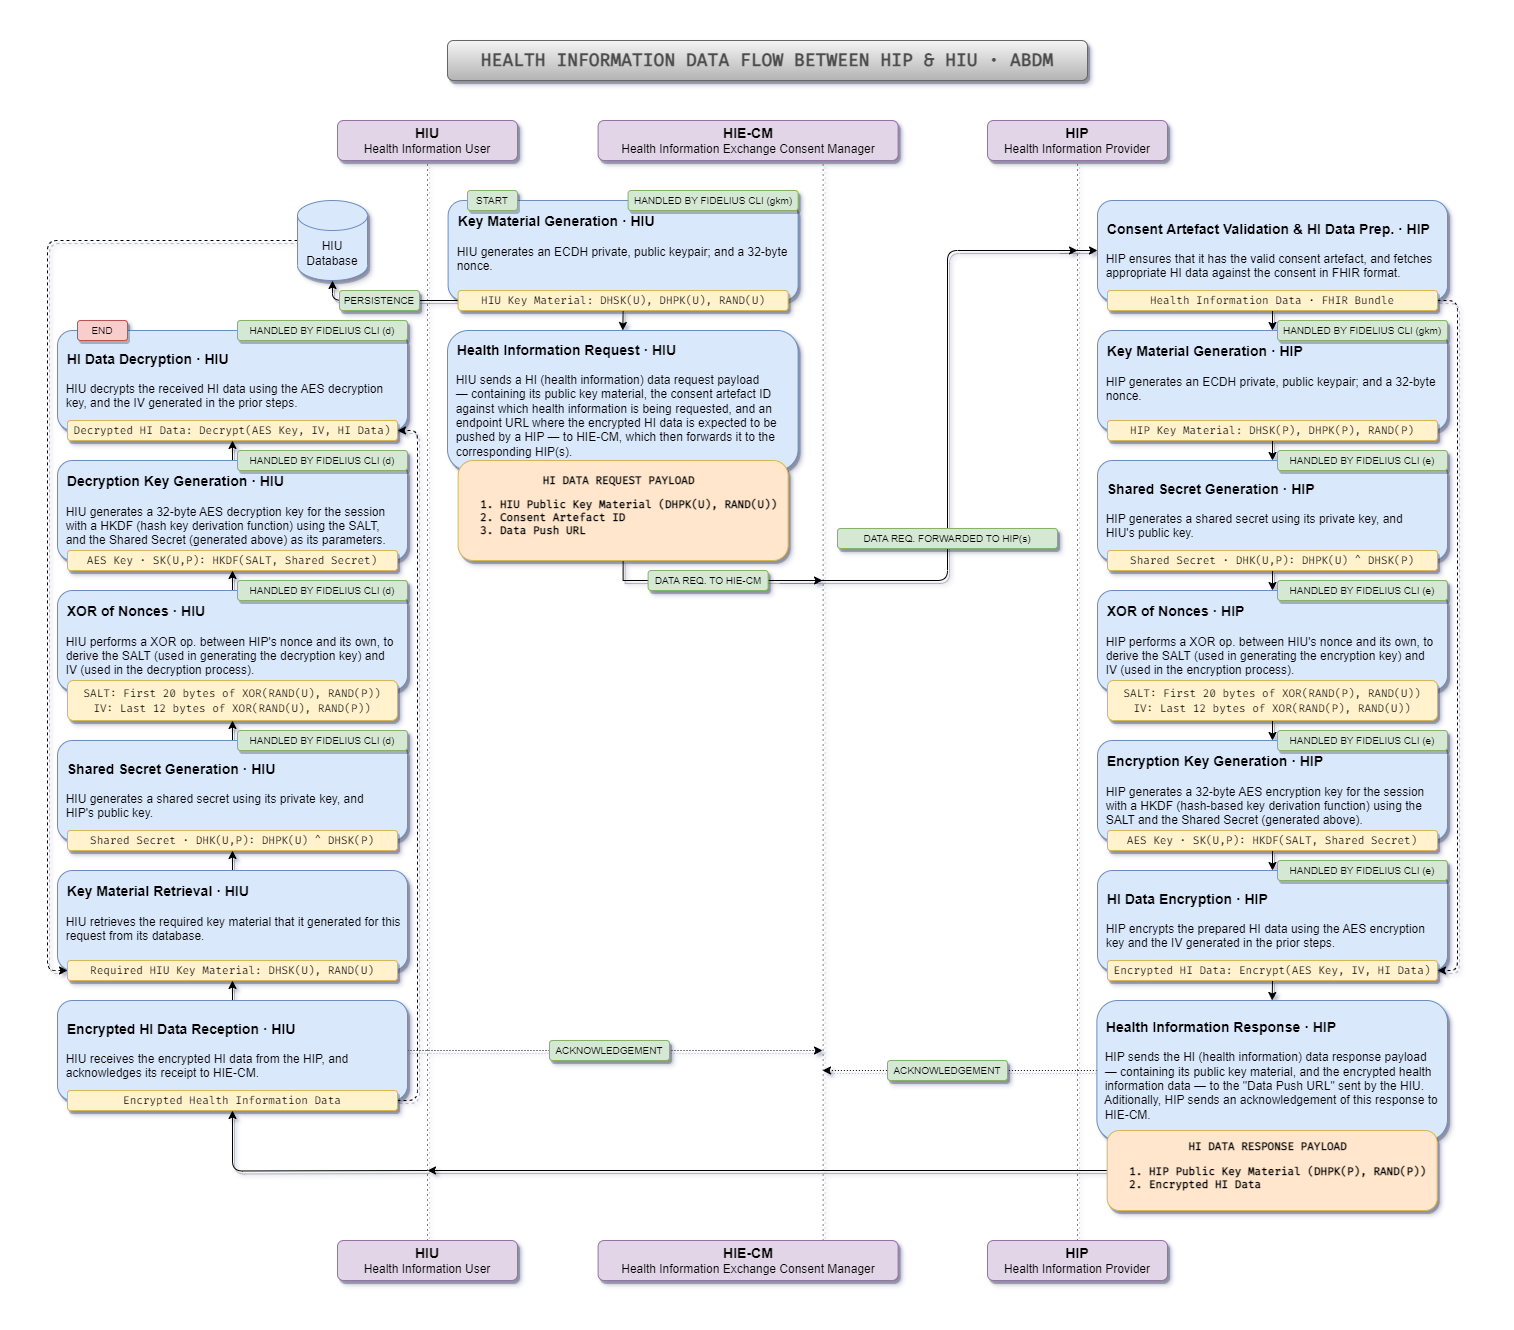 HEALTH INFORMATION DATA FLOW BETWEEN HIP & HIU · ABDM
HIU
Health Information User
HIE-CM
Health Information Exchange Consent Manager
HIP
Health Information Provider
HIU
Database
PERSISTENCE
START
HANDLED BY FIDELIUS CLI (gkm)
Key Material Generation · HIU
HIU generates an ECDH private, public keypair; and a 32-byte
nonce.
HIU Key Material: DHSK(U), DHPK(U), RAND(U)
Health Information Request · HIU
HIU sends a HI (health information) data request payload
— containing its public key material, the consent artefact ID
against which health information is being requested, and an
endpoint URL where the encrypted HI data is expected to be
pushed by a HIP — to HIE-CM, which then forwards it to the
corresponding HIP(s).
HI DATA REQUEST PAYLOAD
1. HIU Public Key Material (DHPK(U), RAND(U))
2. Consent Artefact ID
3. Data Push URL
DATA REQ. TO HIE-CM
DATA REQ. FORWARDED TO HIP(s)
Consent Artefact Validation & HI Data Prep. · HIP
HIP ensures that it has the valid consent artefact, and fetches
appropriate HI data against the consent in FHIR format.
Health Information Data · FHIR Bundle
HANDLED BY FIDELIUS CLI (gkm)
Key Material Generation · HIP
HIP generates an ECDH private, public keypair; and a 32-byte
nonce.
HIP Key Material: DHSK(P), DHPK(P), RAND(P)
HANDLED BY FIDELIUS CLI (e)
Shared Secret Generation · HIP
HIP generates a shared secret using its private key, and
HIU's public key.
Shared Secret · DHK(U,P): DHPK(U) ^ DHSK(P)
HANDLED BY FIDELIUS CLI (e)
XOR of Nonces · HIP
HIP performs a XOR op. between HIU's nonce and its own, to
derive the SALT (used in generating the encryption key) and
IV (used in the encryption process).
SALT: First 20 bytes of XOR(RAND(P), RAND(U))
IV: Last 12 bytes of XOR(RAND(P), RAND(U))
HANDLED BY FIDELIUS CLI (e)
Encryption Key Generation · HIP
HIP generates a 32-byte AES encryption key for the session
with a HKDF (hash-based key derivation function) using the
SALT and the Shared Secret (generated above).
AES Key · SK(U,P): HKDF(SALT, Shared Secret)
HANDLED BY FIDELIUS CLI (e)
HI Data Encryption · HIP
HIP encrypts the prepared HI data using the AES encryption
key and the IV generated in the prior steps.
Encrypted HI Data: Encrypt(AES Key, IV, HI Data)
Health Information Response · HIP
HIP sends the HI (health information) data response payload
— containing its public key material, and the encrypted health
information data — to the "Data Push URL" sent by the HIU.
Aditionally, HIP sends an acknowledgement of this response to
HIE-CM.
HI DATA RESPONSE PAYLOAD
1. HIP Public Key Material (DHPK(P), RAND(P))
2. Encrypted HI Data
ACKNOWLEDGEMENT
ACKNOWLEDGEMENT
END
HANDLED BY FIDELIUS CLI (d)
HI Data Decryption · HIU
HIU decrypts the received HI data using the AES decryption
key, and the IV generated in the prior steps.
Decrypted HI Data: Decrypt(AES Key, IV, HI Data)
HANDLED BY FIDELIUS CLI (d)
Decryption Key Generation · HIU
HIU generates a 32-byte AES decryption key for the session
with a HKDF (hash key derivation function) using the SALT,
and the Shared Secret (generated above) as its parameters.
AES Key · SK(U,P): HKDF(SALT, Shared Secret)
HANDLED BY FIDELIUS CLI (d)
XOR of Nonces · HIU
HIU performs a XOR op. between HIP's nonce and its own, to
derive the SALT (used in generating the decryption key) and
IV (used in the decryption process).
SALT: First 20 bytes of XOR(RAND(U), RAND(P))
IV: Last 12 bytes of XOR(RAND(U), RAND(P))
HANDLED BY FIDELIUS CLI (d)
Shared Secret Generation · HIU
HIU generates a shared secret using its private key, and
HIP's public key.
Shared Secret · DHK(U,P): DHPK(U) ^ DHSK(P)
Key Material Retrieval · HIU
HIU retrieves the required key material that it generated for this
request from its database.
Required HIU Key Material: DHSK(U), RAND(U)
Encrypted HI Data Reception · HIU
HIU receives the encrypted HI data from the HIP, and
acknowledges its receipt to HIE-CM.
Encrypted Health Information Data
HIU
Health Information User
HIE-CM
Health Information Exchange Consent Manager
HIP
Health Information Provider